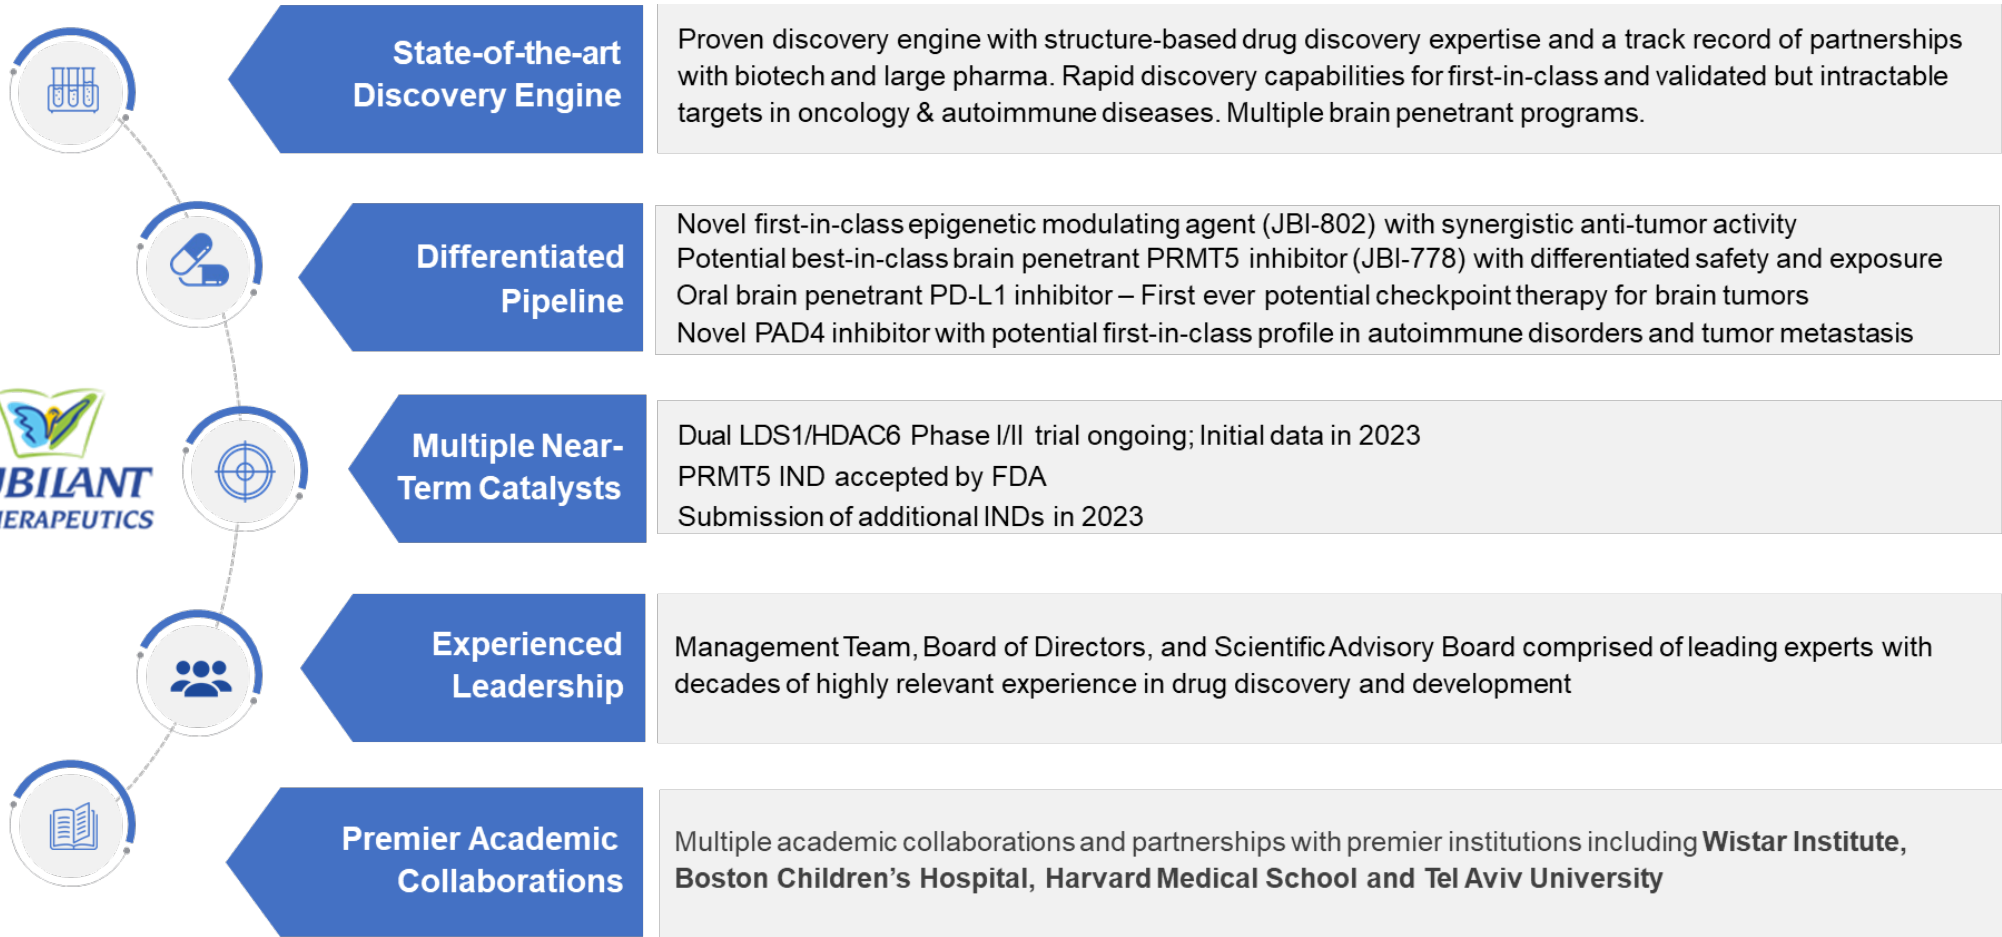 State-of-the-art
Discovery Engine
Proven discovery engine with structure-based drug discovery expertise and a track record of partnerships
with biotech and large pharma. Rapid discovery capabilities for first-in-class and validated but intractable
targets in oncology & autoimmune diseases. Multiple brain penetrant programs.
Differentiated
Pipeline
Novel first-in-class epigenetic modulating agent (JBI-802) with synergistic anti-tumor activity
Potential best-in-class brain penetrant PRMT5 inhibitor (JBI-778) with differentiated safety and exposure
Oral brain penetrant PD-L1 inhibitor – First ever potential checkpoint therapy for brain tumors
Novel PAD4 inhibitor with potential first-in-class profile in autoimmune disorders and tumor metastasis
UBILANT
HERAPEUTICS
Multiple Near-
Term Catalysts
Dual LDS1/HDAC6 Phase I/II trial ongoing; Initial data in 2023
PRMT5 IND accepted by FDA
Submission of additional INDs in 2023
Experienced
Leadership
Management Team, Board of Directors, and Scientific Advisory Board comprised of leading experts with
decades of highly relevant experience in drug discovery and development
Premier Academic
Collaborations
Multiple academic collaborations and partnerships with premier institutions including Wistar Institute,
Boston Children's Hospital, Harvard Medical School and Tel Aviv University